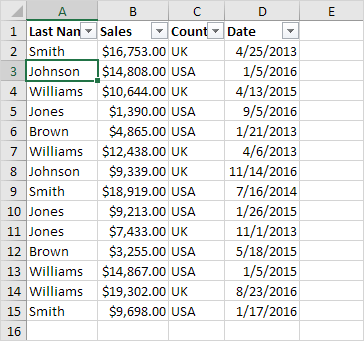 A B C D E
1 Last Nan Sales Count Date
2 Smith $16,753.00 UK 4/25/2013
3 Johnson $14,808.00 USA 1/5/2016
4 Williams $10,644.00 UK 4/13/2015
5 Jones $1,390.00 USA 9/5/2016
6 Brown $4,865.00 USA 1/21/2013
7 Williams $12,438.00 UK 4/6/2013
8 Johnson $9,339.00 UK 11/14/2016
9 Smith $18,919.00 USA 7/16/2014
10 Jones $9,213.00 USA 1/26/2015
11 Jones $7,433.00 UK 11/1/2013
12 Brown $3,255.00 USA 5/18/2015
13 Williams $14,867.00 USA 1/5/2015
14 Williams $19,302.00 UK 8/23/2016
15 Smith $9,698.00 USA 1/17/2016
16